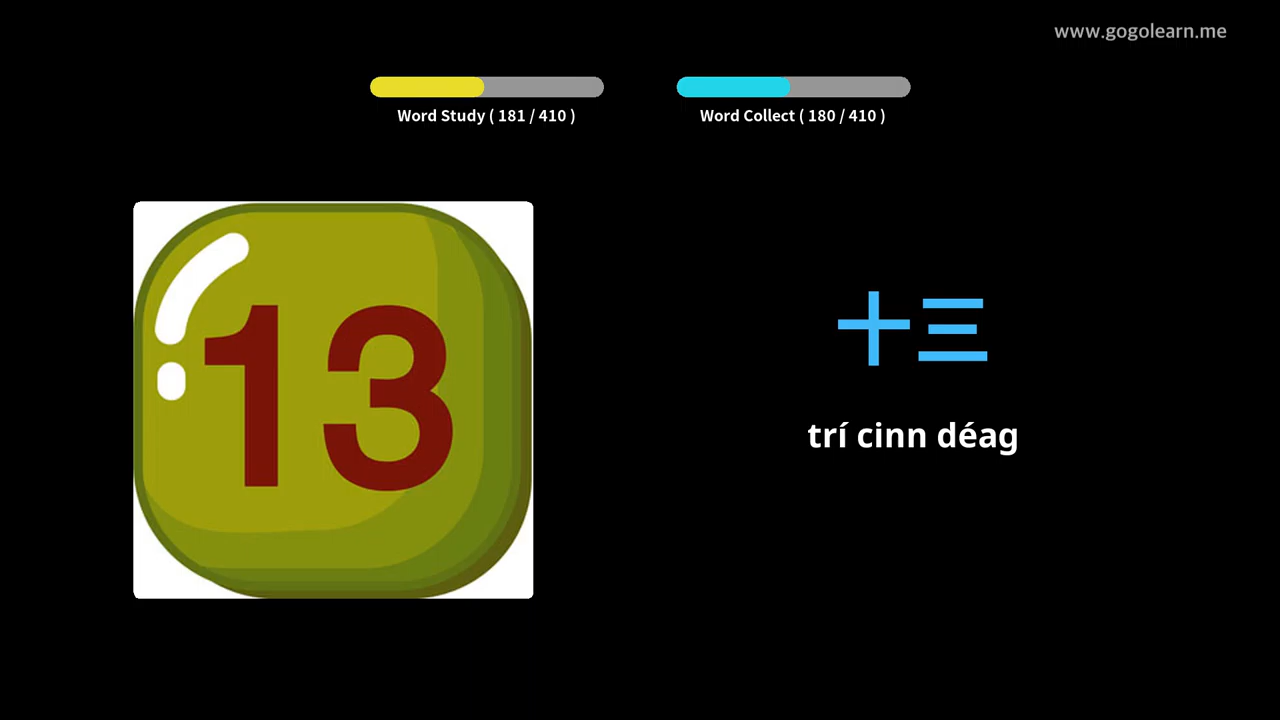 www.gogolearn.me
Word Study ( 181 / 410 )
Word Collect ( 180 / 410 )
13
十三
trí cinn déag